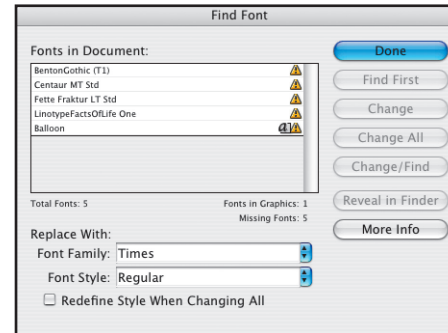 Find Font
Fonts in Document:
BentonGothic (T1)
Centaur MT Std
Fette Fraktur LT Std
LinotypeFactsOfLife One
Balloon
Total Fonts: 5
Fonts in Graphics: 1
Missing Fonts: 5
Replace With:
Font Family: Times
Font Style: Regular
Redefine Style When Changing All
Done
Find First
Change
Change All
Change/Find
Reveal in Finder
More Info